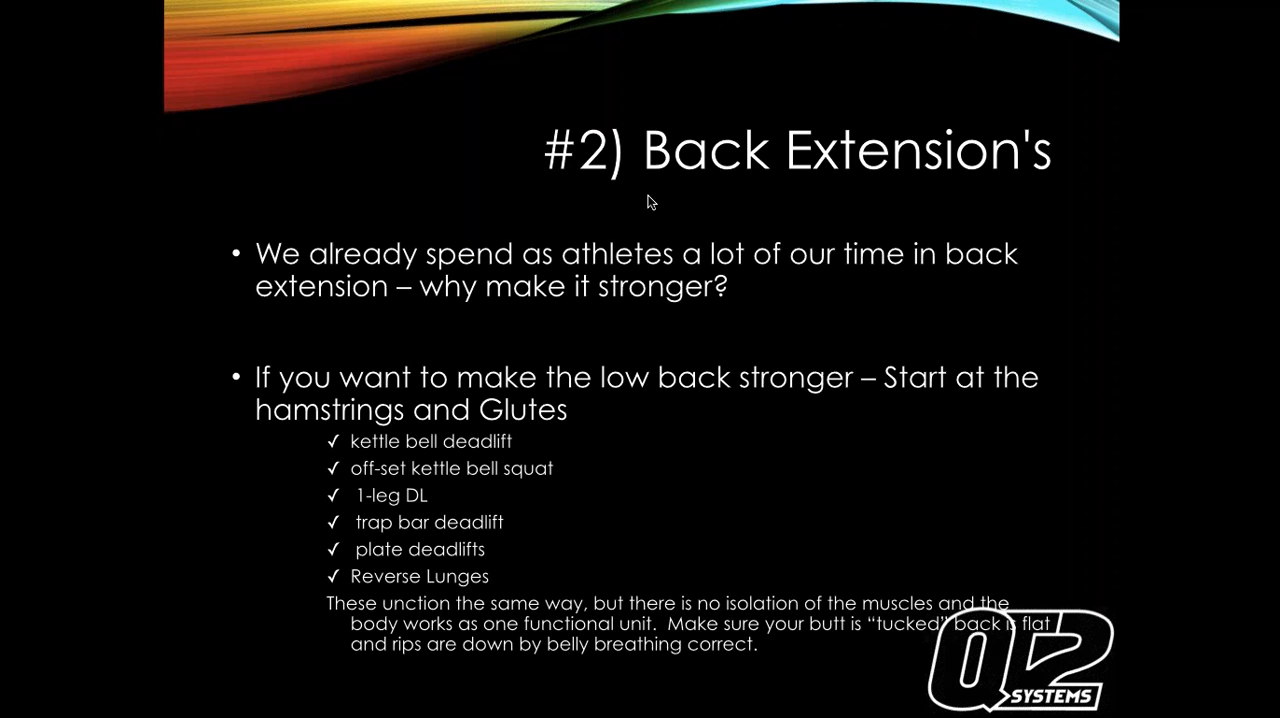 #2) Back Extension's
• We already spend as athletes a lot of our time in back
extension – why make it stronger?
• If you want to make the low back stronger – Start at the
hamstrings and Glutes
✓ kettle bell deadlift
✓ off-set kettle bell squat
✓ 1-leg DL
✓ trap bar deadlift
✓ plate deadlifts
✓ Reverse Lunges
These unction the same way, but there is no isolation of the muscles and the
body works as one functional unit. Make sure your butt is “tucked” back is flat
and rips are down by belly breathing correct.
Q2
SYSTEMS